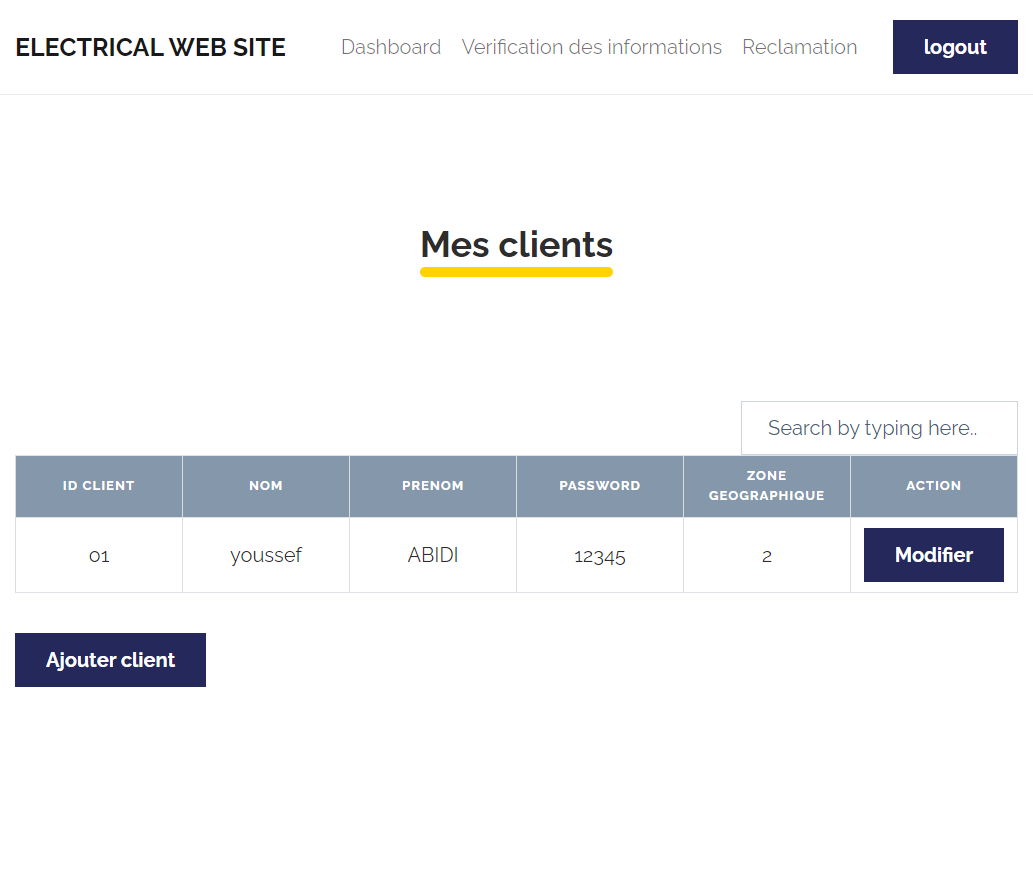 ELECTRICAL WEB SITE Dashboard Verification des informations Reclamation logout
Mes clients
Search by typing here..
ID CLIENT NOM PRENOM PASSWORD ZONE GEOGRAPHIQUE ACTION
01 youssef ABIDI 12345 2 Modifier
Ajouter client